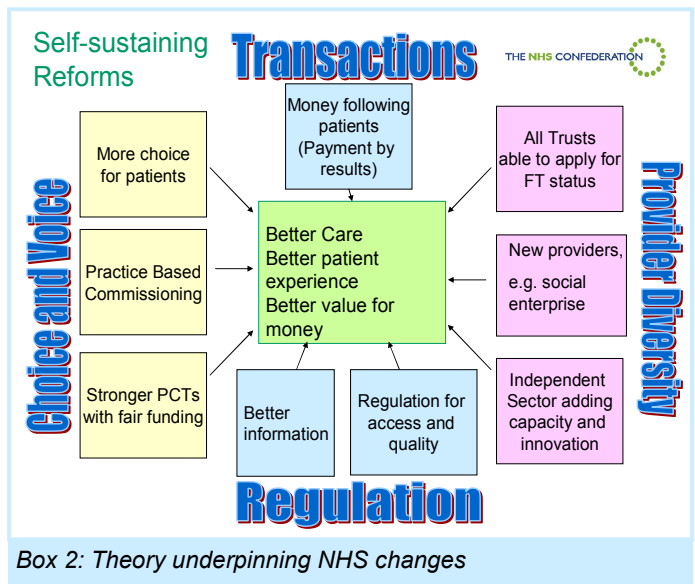 Self-sustaining
Reforms
Transactions
THE NHS CONFEDERATION
Money following
patients
(Payment by
results)
More choice
for patients
All Trusts
able to apply for
FT status
Choice and Voice
Provider Diversity
Better Care
Better patient
experience
Better value for
money
Practice Based
Commissioning
New providers,
e.g. social
enterprise
Stronger PCTs
with fair funding
Better
information
Regulation for
access and
quality
Independent
Sector adding
capacity and
innovation
Regulation
Box 2: Theory underpinning NHS changes